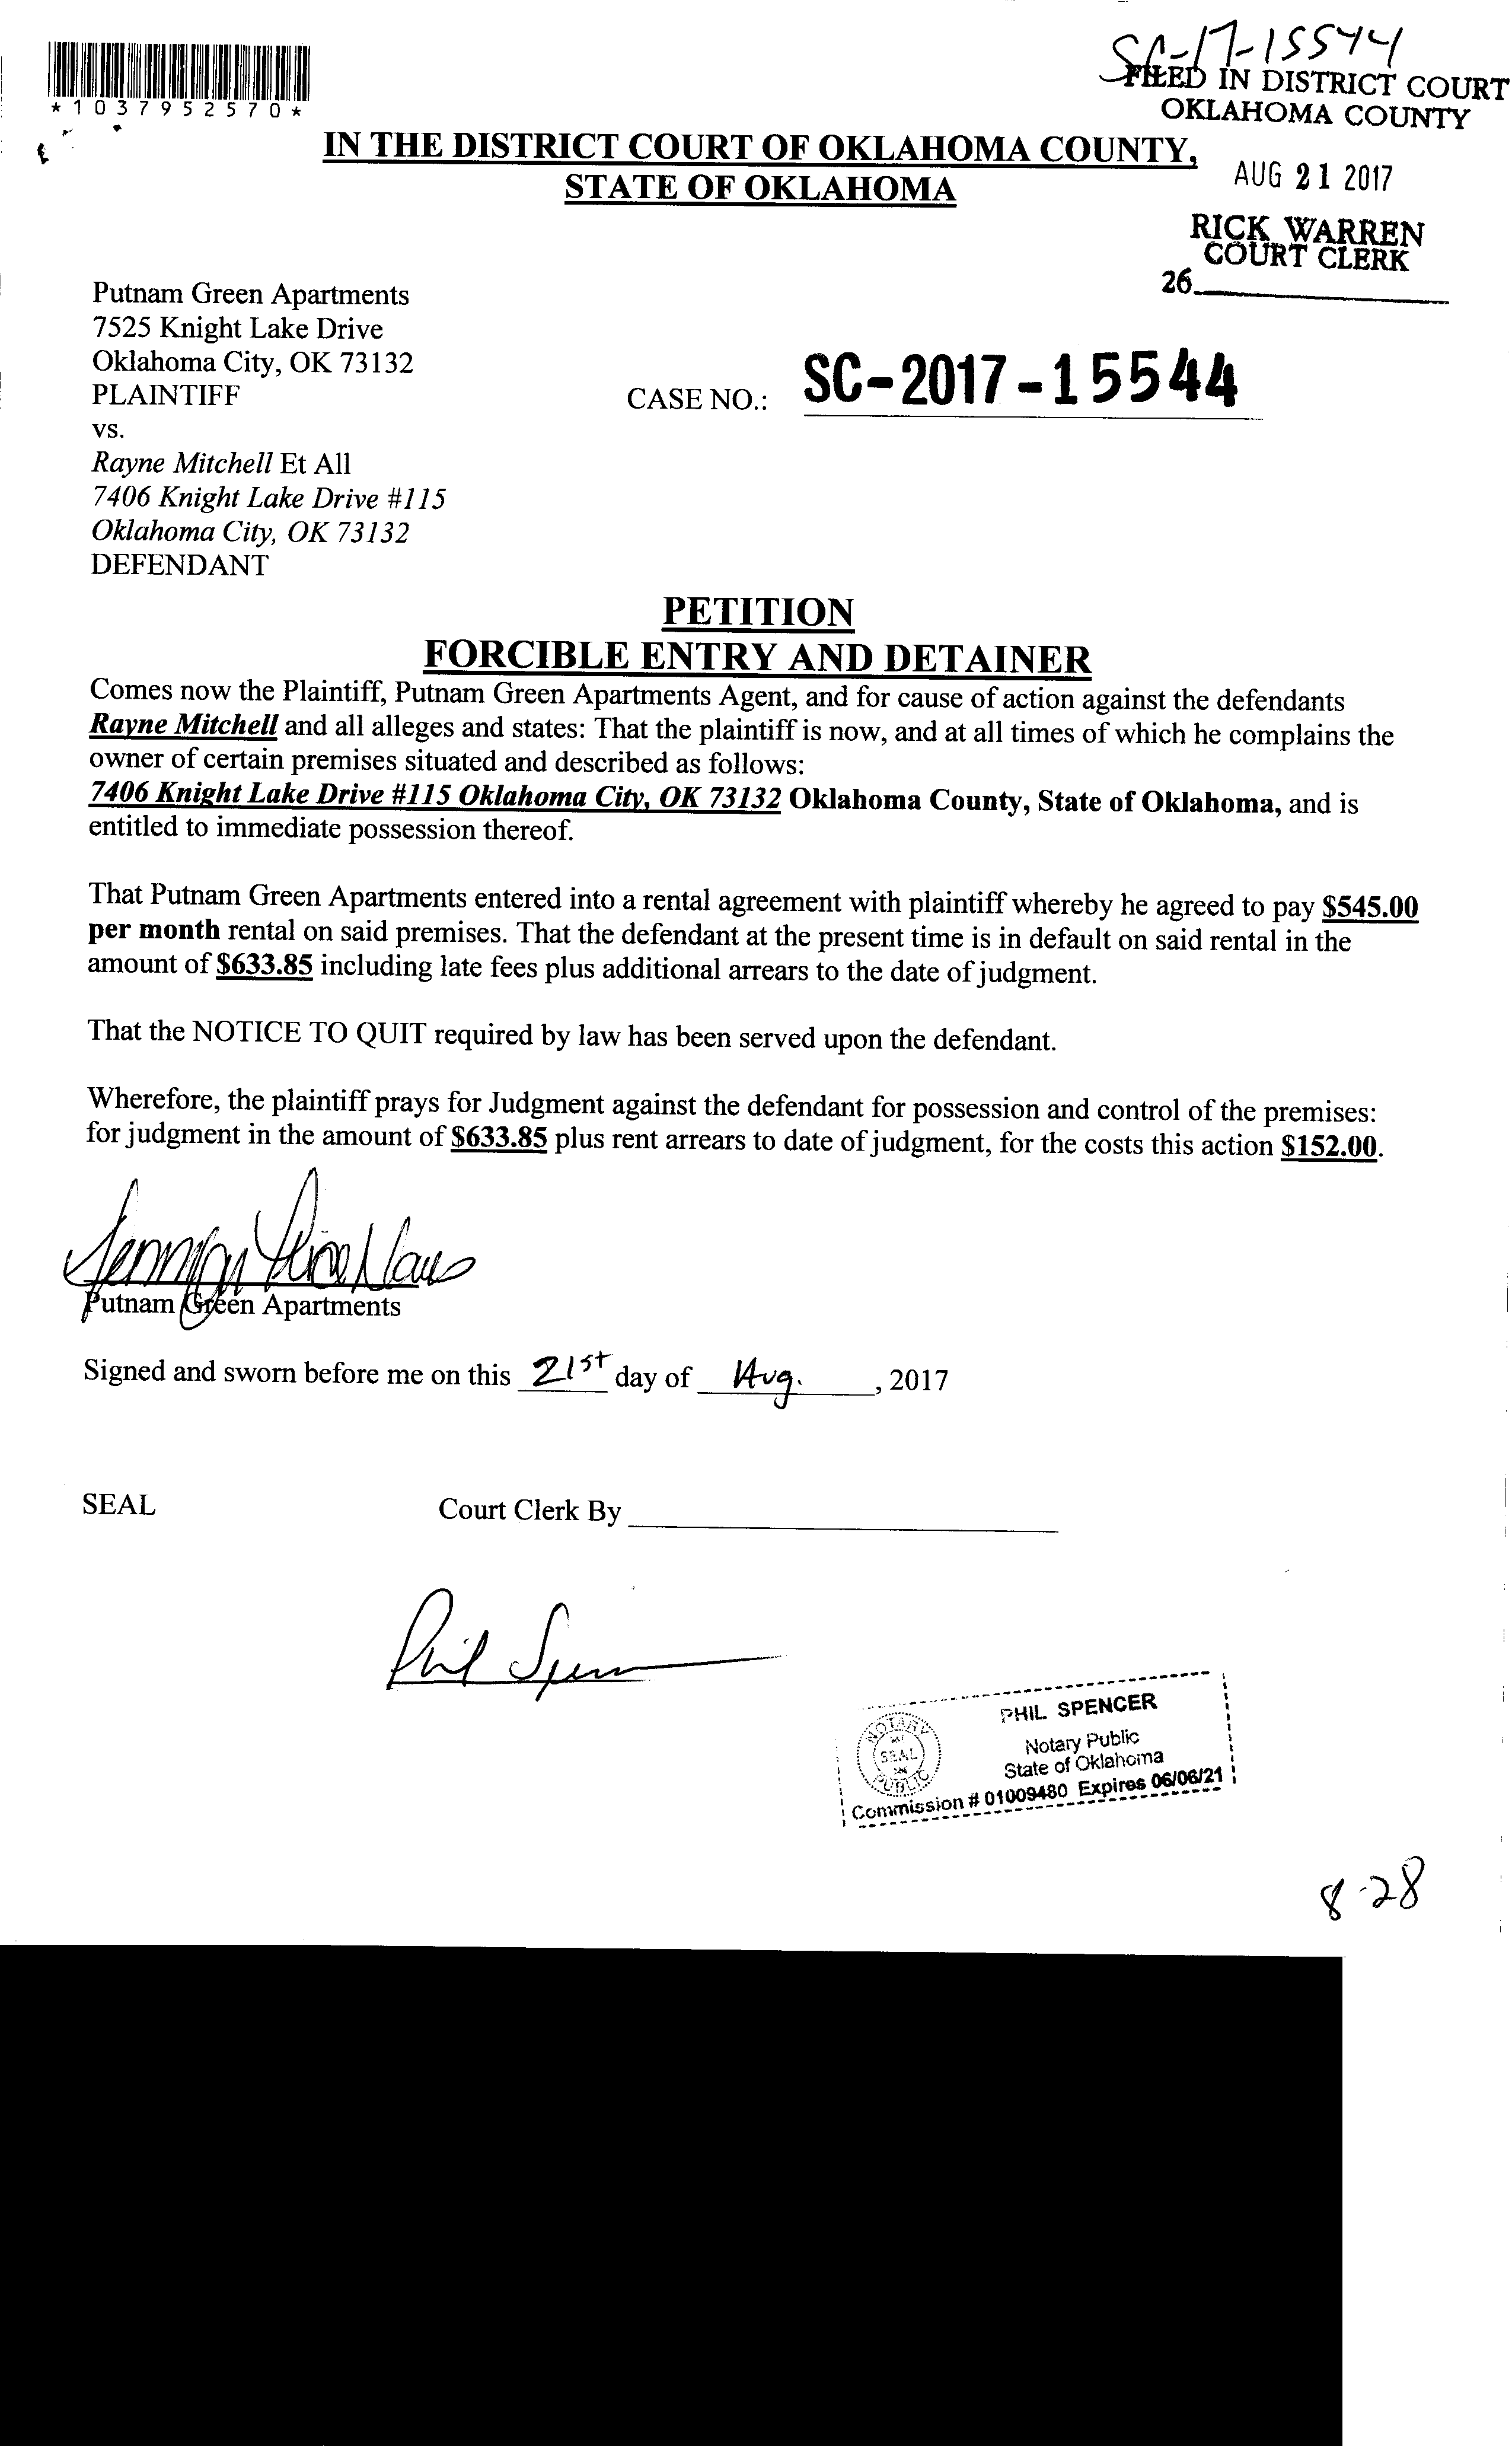 *1037952570*
SC-17-15544
FILED IN DISTRICT COURT
OKLAHOMA COUNTY
IN THE DISTRICT COURT OF OKLAHOMA COUNTY,
STATE OF OKLAHOMA
AUG 21 2017
RICK WARREN
COURT CLERK
26
Putnam Green Apartments
7525 Knight Lake Drive
Oklahoma City, OK 73132
PLAINTIFF
CASE NO.: SC-2017-15544
vs.
Rayne Mitchell Et All
7406 Knight Lake Drive #115
Oklahoma City, OK 73132
DEFENDANT
PETITION
FORCIBLE ENTRY AND DETAINER
Comes now the Plaintiff, Putnam Green Apartments Agent, and for cause of action against the defendants
Rayne Mitchell and all alleges and states: That the plaintiff is now, and at all times of which he complains the
owner of certain premises situated and described as follows:
7406 Knight Lake Drive #115 Oklahoma City, OK 73132 Oklahoma County, State of Oklahoma, and is
entitled to immediate possession thereof.
That Putnam Green Apartments entered into a rental agreement with plaintiff whereby he agreed to pay $545.00
per month rental on said premises. That the defendant at the present time is in default on said rental in the
amount of $633.85 including late fees plus additional arrears to the date of judgment.
That the NOTICE TO QUIT required by law has been served upon the defendant.
Wherefore, the plaintiff prays for Judgment against the defendant for possession and control of the premises:
for judgment in the amount of $633.85 plus rent arrears to date of judgment, for the costs this action $152.00.
Putnam Green Apartments
Signed and sworn before me on this 21st day of Aug. , 2017
SEAL
Court Clerk By
Phil Spencer
PHIL SPENCER
NOTARY
SEAL
PUBLIC
Notary Public
State of Oklahoma
Commission # 01009480 Expires 06/06/21
8-28